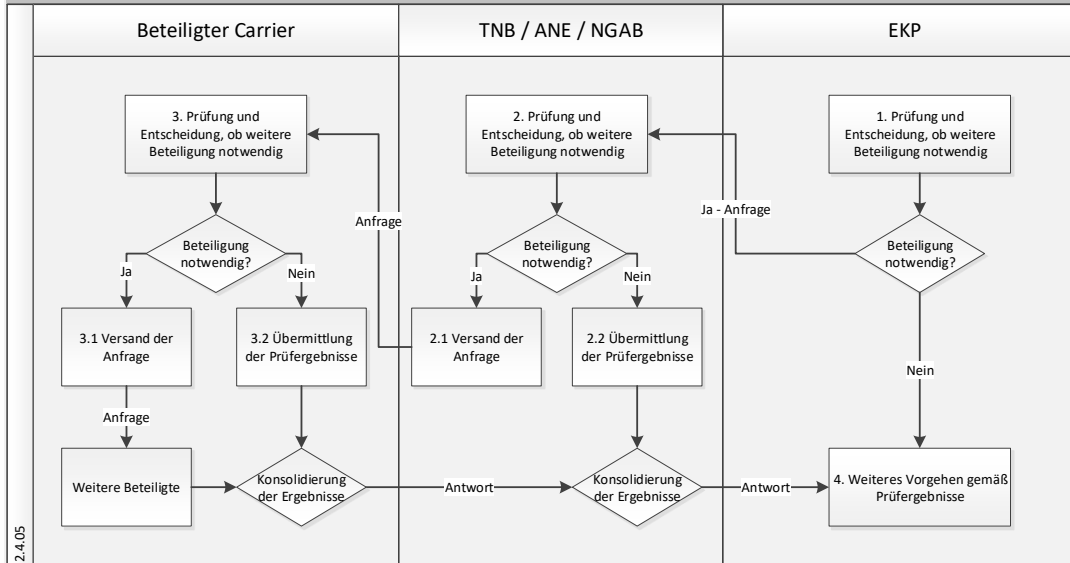 Beteiligter Carrier
TNB / ANE / NGAB
EKP
3. Prüfung und
Entscheidung, ob weitere
Beteiligung notwendig
2. Prüfung und
Entscheidung, ob weitere
Beteiligung notwendig
1. Prüfung und
Entscheidung, ob weitere
Beteiligung notwendig
Anfrage
Ja - Anfrage
Beteiligung
notwendig?
Beteiligung
notwendig?
Beteiligung
notwendig?
Ja
Nein
Ja
Nein
3.1 Versand der
Anfrage
3.2 Übermittlung
der Prüfergebnisse
2.1 Versand der
Anfrage
2.2 Übermittlung
der Prüfergebnisse
Nein
Anfrage
Weitere Beteiligte
Konsolidierung
der Ergebnisse
Antwort
Konsolidierung
der Ergebnisse
Antwort
4. Weiteres Vorgehen gemäß
Prüfergebnisse
2.4.05